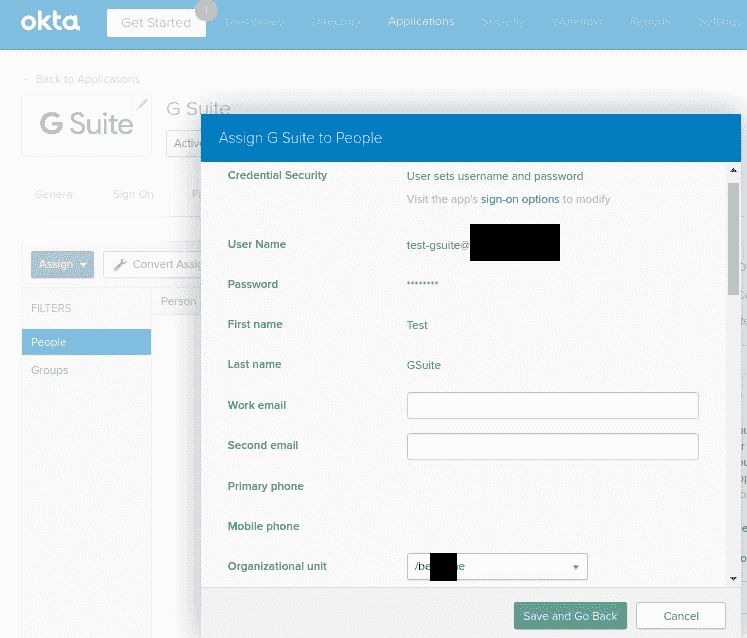 okta
Get Started
1
Dashboard Directory Applications Security Workflow Reports Settings
← Back to Applications
G Suite
G Suite
Active
General Sign On
Assign
Convert Assig
FILTERS
Person
People
Groups
Assign G Suite to People
Credential Security
User sets username and password
Visit the app's sign-on options to modify
User Name
test-gsuite@
Password
********
First name
Test
Last name
GSuite
Work email
Second email
Primary phone
Mobile phone
Organizational unit
/be
e
Save and Go Back
Cancel